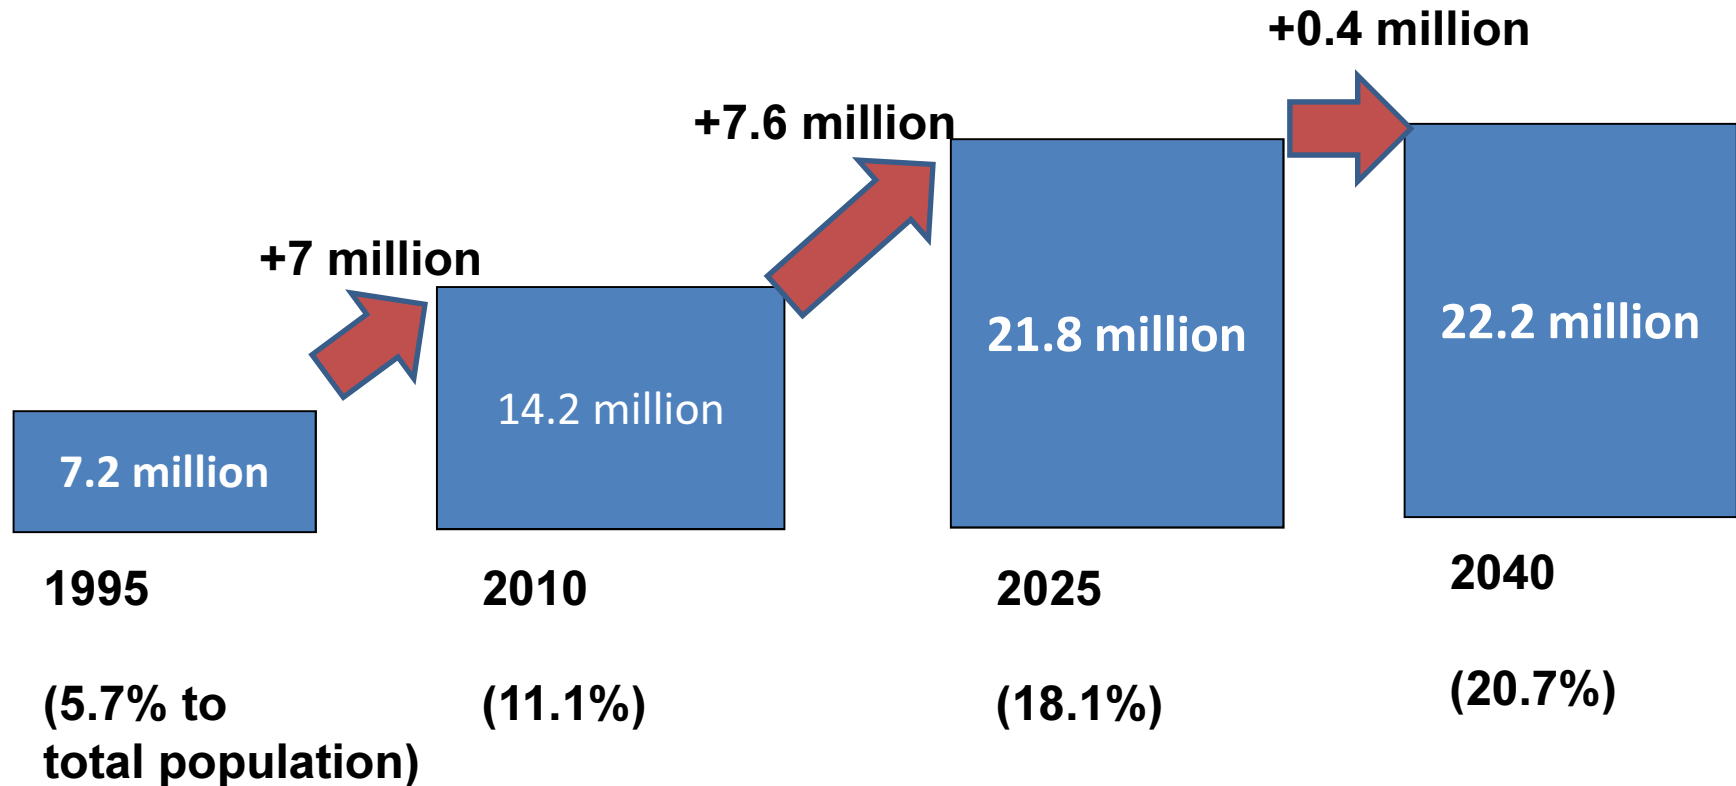 +0.4 million
+7.6 million
+7 million
7.2 million
14.2 million
21.8 million
22.2 million
1995
2010
2025
2040
(5.7% to
total population)
(11.1%)
(18.1%)
(20.7%)